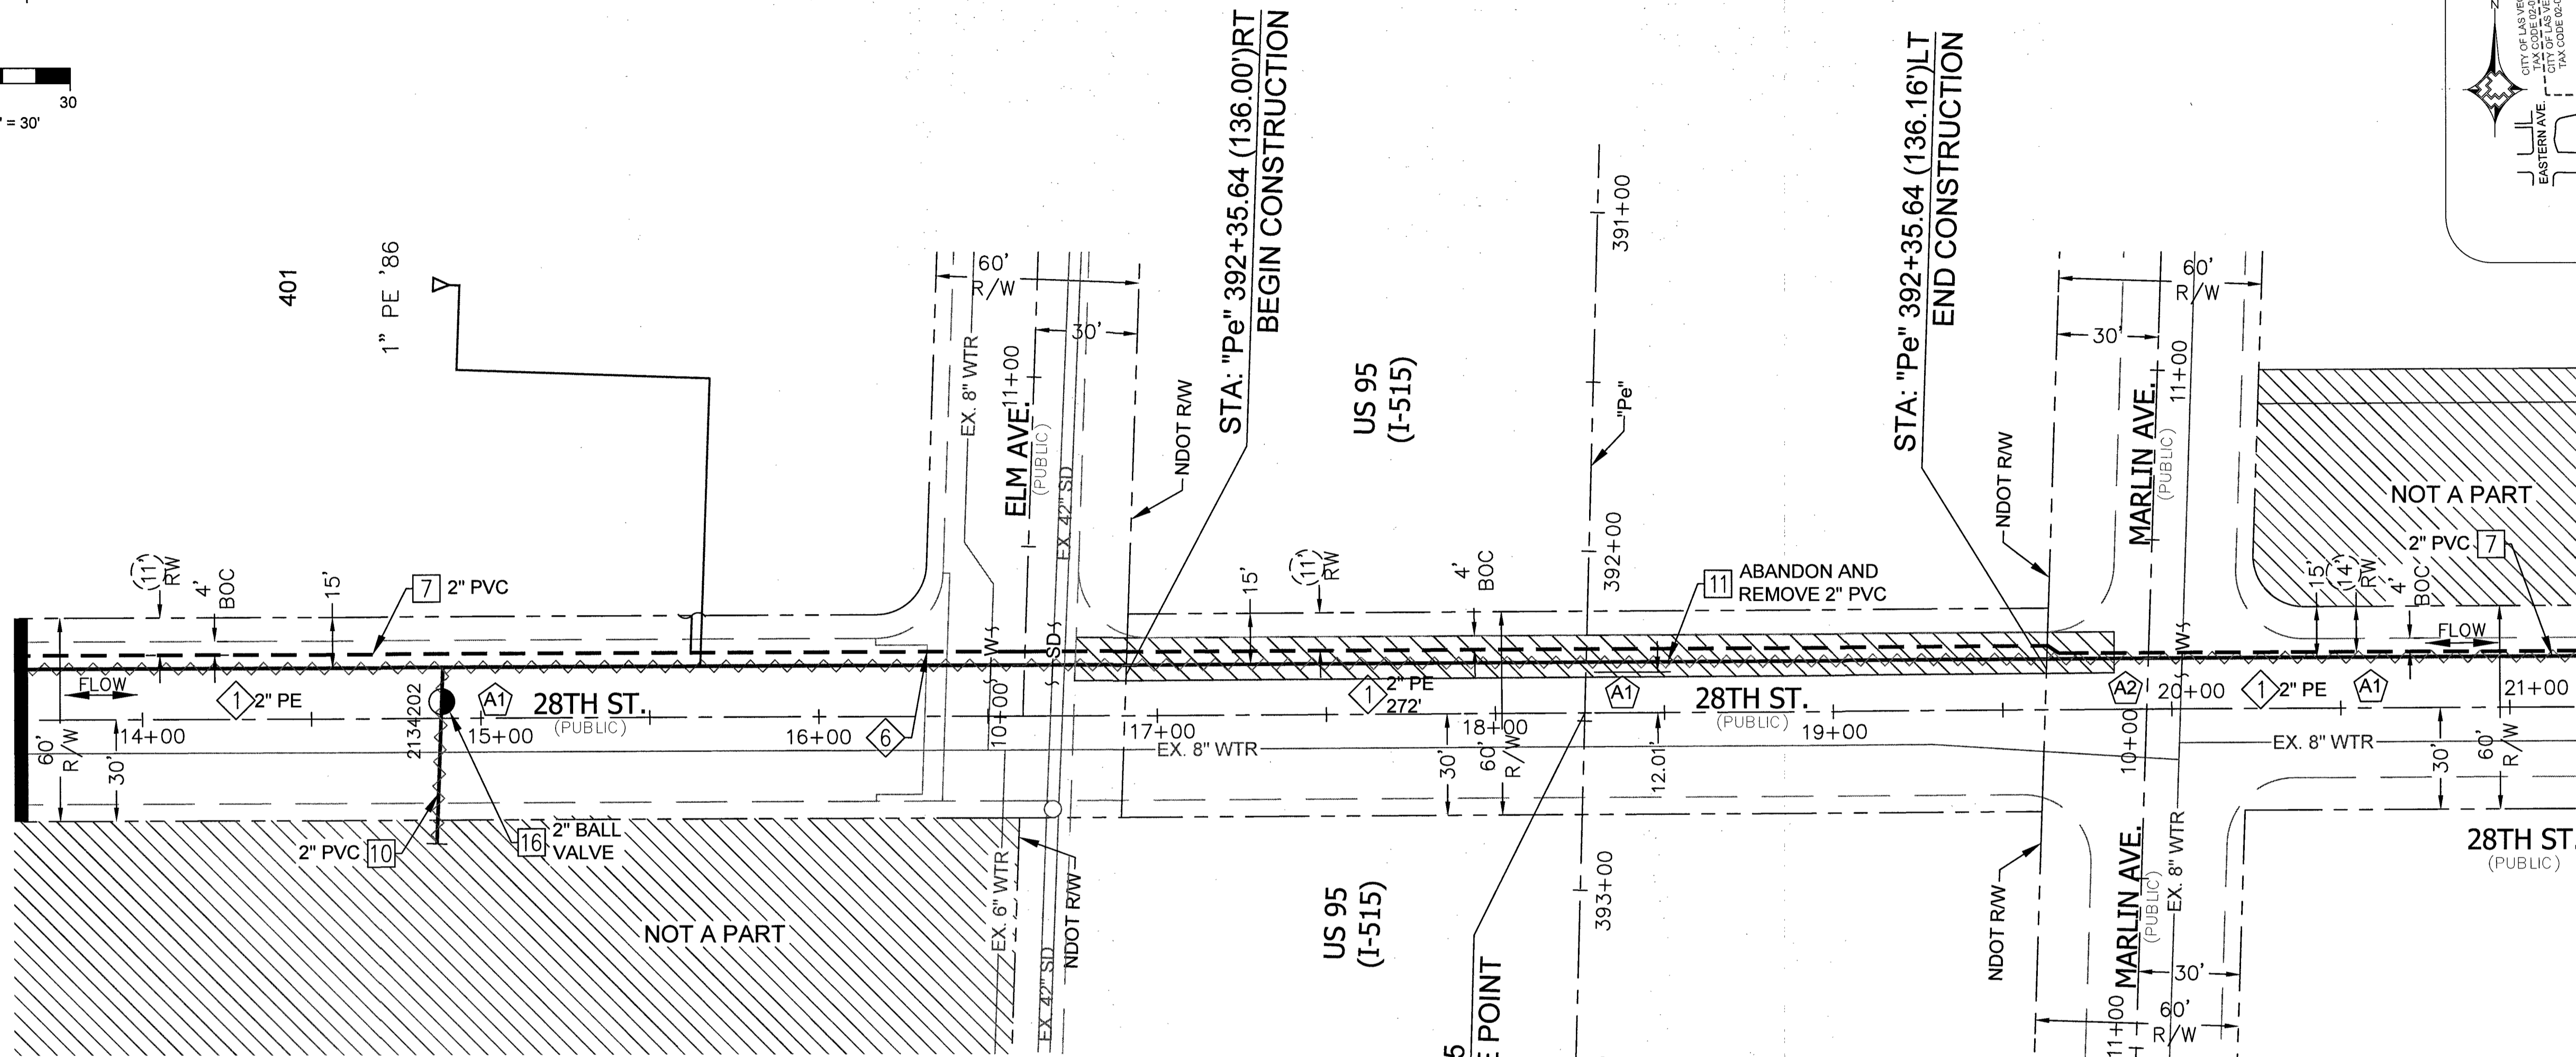 30
' = 30'
401
1" PE '86
60'
R/W
30'
EX. 8" WTR
11+00
ELM AVE.
(PUBLIC)
EX. 42" SD
NDOT R/W
STA: "Pe" 392+35.64 (136.00')RT
BEGIN CONSTRUCTION
US 95
(I-515)
391+00
"Pe"
392+00
STA: "Pe" 392+35.64 (136.16')LT
END CONSTRUCTION
NDOT R/W
60'
R/W
30'
11+00
MARLIN AVE.
(PUBLIC)
N
EASTERN AVE.
NOT A PART
2" PVC 7
11'
RW
4'
BOC
15'
7 2" PVC
15'
11'
RW
4'
BOC
11 ABANDON AND
REMOVE 2" PVC
15'
14'
RW
4'
BOC
FLOW
W
SD
W
FLOW
1 2" PE
2134202
A1
28TH ST.
(PUBLIC)
1 2" PE
272'
A1
28TH ST.
(PUBLIC)
A2
20+00
1 2" PE
A1
21+00
60'
R/W
30'
14+00
15+00
16+00
6
10+00
17+00
EX. 8" WTR
18+00
30'
60'
R/W
12.01'
19+00
10+00
EX. 8" WTR
30'
60'
R/W
2" PVC 10
16 2" BALL
VALVE
NOT A PART
EX. 6" WTR
EX. 42" SD
NDOT R/W
US 95
(I-515)
5
E POINT
393+00
NDOT R/W
MARLIN AVE.
(PUBLIC)
EX. 8" WTR
11+00
30'
60'
R/W
28TH ST.
(PUBLIC)